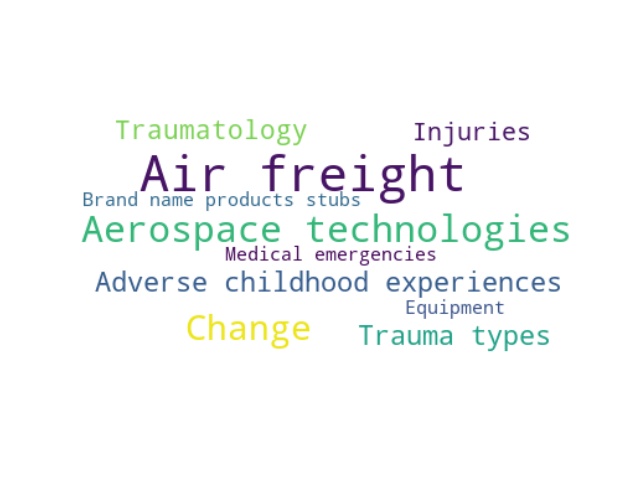 Traumatology
Injuries
Air freight
Brand name products stubs
Aerospace technologies
Medical emergencies
Adverse childhood experiences
Equipment
Change
Trauma types